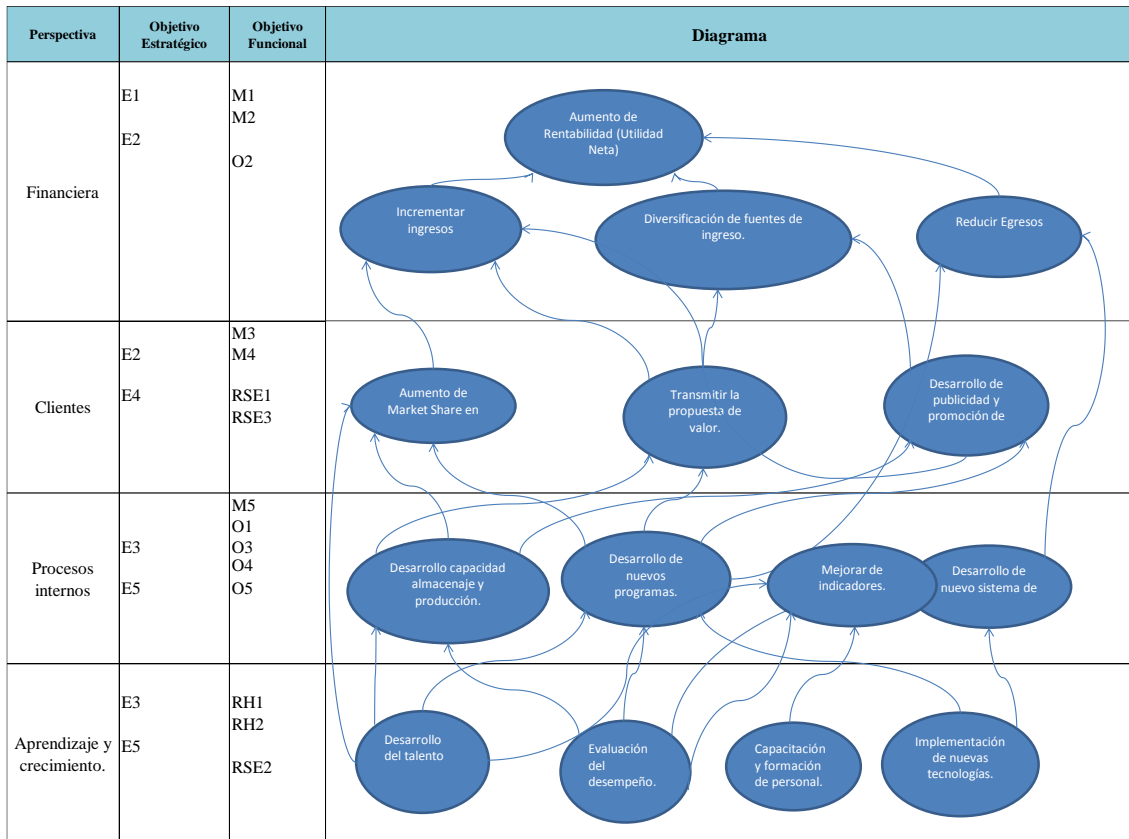 Perspectiva
Objetivo
Estratégico
Objetivo
Funcional
Diagrama
Financiera
E1
E2
M1
M2
O2
Aumento de
Rentabilidad (Utilidad
Neta)
Incrementar
ingresos
Diversificación de fuentes de
ingreso.
Reducir Egresos
Clientes
E2
E4
M3
M4
RSE1
RSE3
Aumento de
Market Share en
Transmitir la
propuesta de
valor.
Desarrollo de
publicidad y
promoción de
Procesos
internos
E3
E5
M5
O1
O3
O4
O5
Desarrollo capacidad
almacenaje y
producción.
Desarrollo de
nuevos
programas.
Mejorar de
indicadores.
Desarrollo de
nuevo sistema de
Aprendizaje y
crecimiento.
E3
E5
RH1
RH2
RSE2
Desarrollo
del talento
Evaluación
del
desempeño.
Capacitación
y formación
de personal.
Implementación
de nuevas
tecnologías.